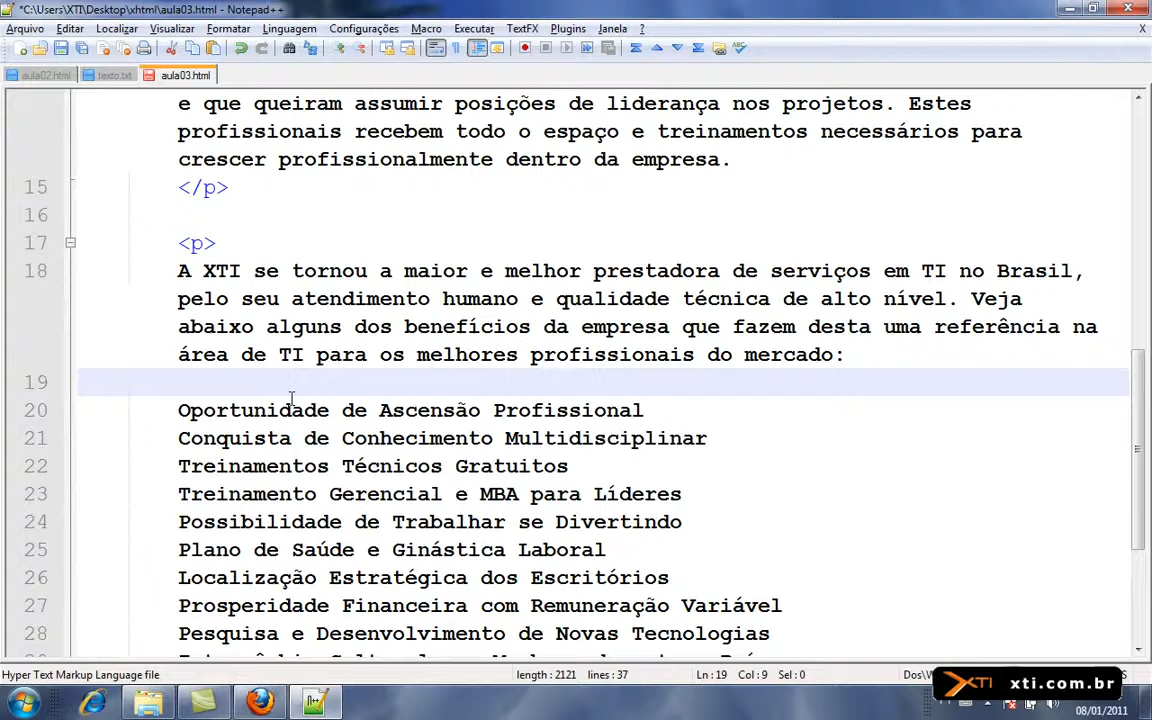 *C:\Users\XTI\Desktop\xhtml\aula03.html - Notepad++
Arquivo Editar Localizar Visualizar Formatar Linguagem Configurações Macro Executar TextFX Plugins Janela ? X
aula02.html texto.txt aula03.html
e que queiram assumir posições de liderança nos projetos. Estes
profissionais recebem todo o espaço e treinamentos necessários para
crescer profissionalmente dentro da empresa.
15 </p>
16
17 <p>
18 A XTI se tornou a maior e melhor prestadora de serviços em TI no Brasil,
pelo seu atendimento humano e qualidade técnica de alto nível. Veja
abaixo alguns dos benefícios da empresa que fazem desta uma referência na
área de TI para os melhores profissionais do mercado:
19
20 Oportunidade de Ascensão Profissional
21 Conquista de Conhecimento Multidisciplinar
22 Treinamentos Técnicos Gratuitos
23 Treinamento Gerencial e MBA para Líderes
24 Possibilidade de Trabalhar se Divertindo
25 Plano de Saúde e Ginástica Laboral
26 Localização Estratégica dos Escritórios
27 Prosperidade Financeira com Remuneração Variável
28 Pesquisa e Desenvolvimento de Novas Tecnologias
Hyper Text Markup Language file length : 2121 lines : 37 Ln : 19 Col : 9 Sel : 0
XTI xti.com.br
08/01/2011